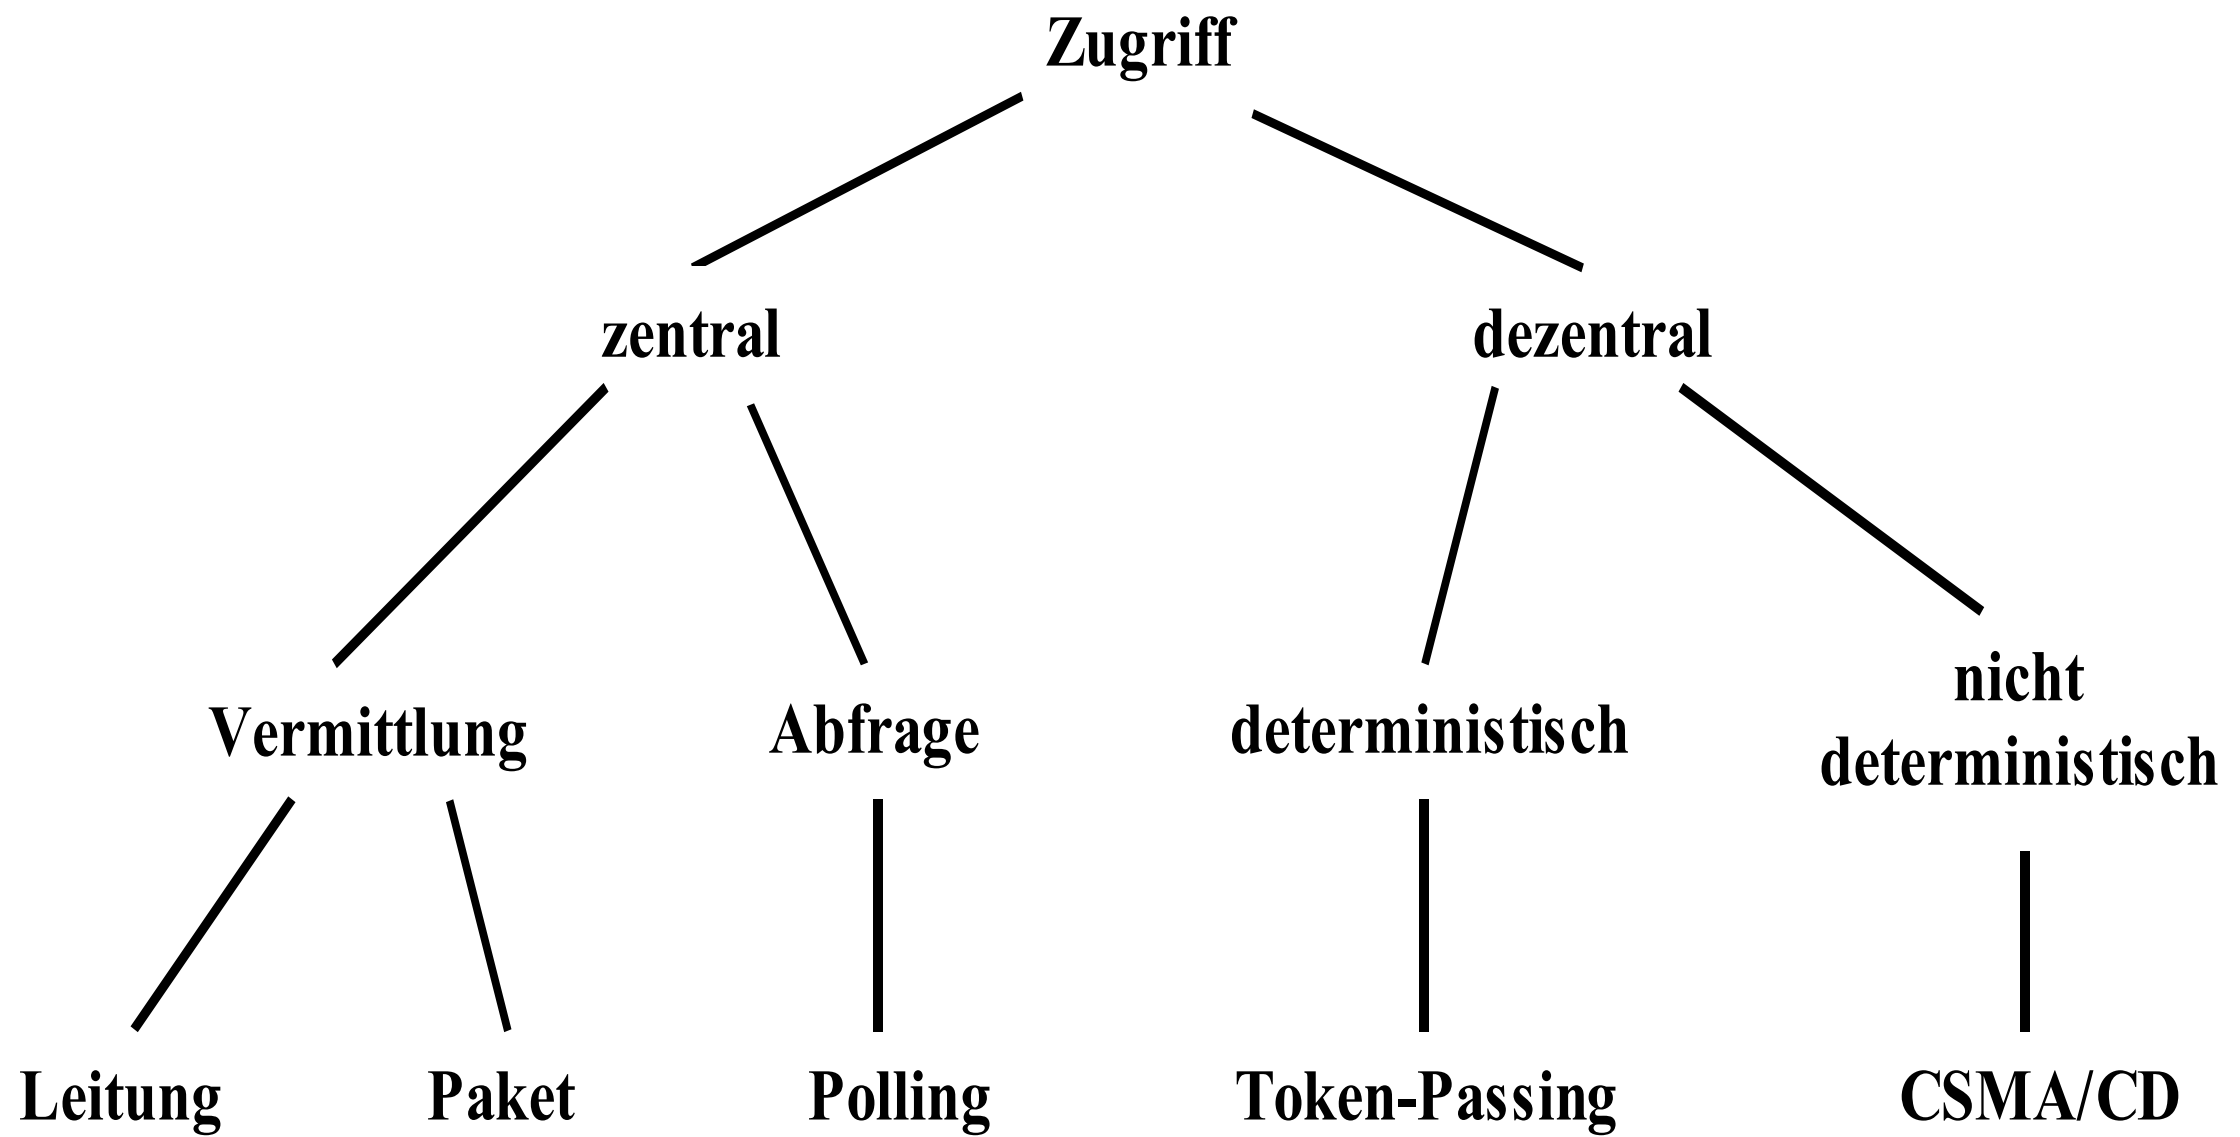 Zugriff
zentral
dezentral
Vermittlung
Abfrage
deterministisch
nicht
deterministisch
Leitung
Paket
Polling
Token-Passing
CSMA/CD